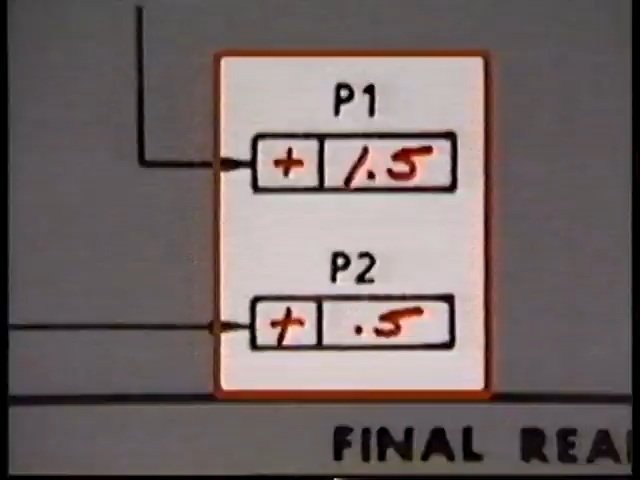 P1
+ 1.5
P2
+ .5
FINAL